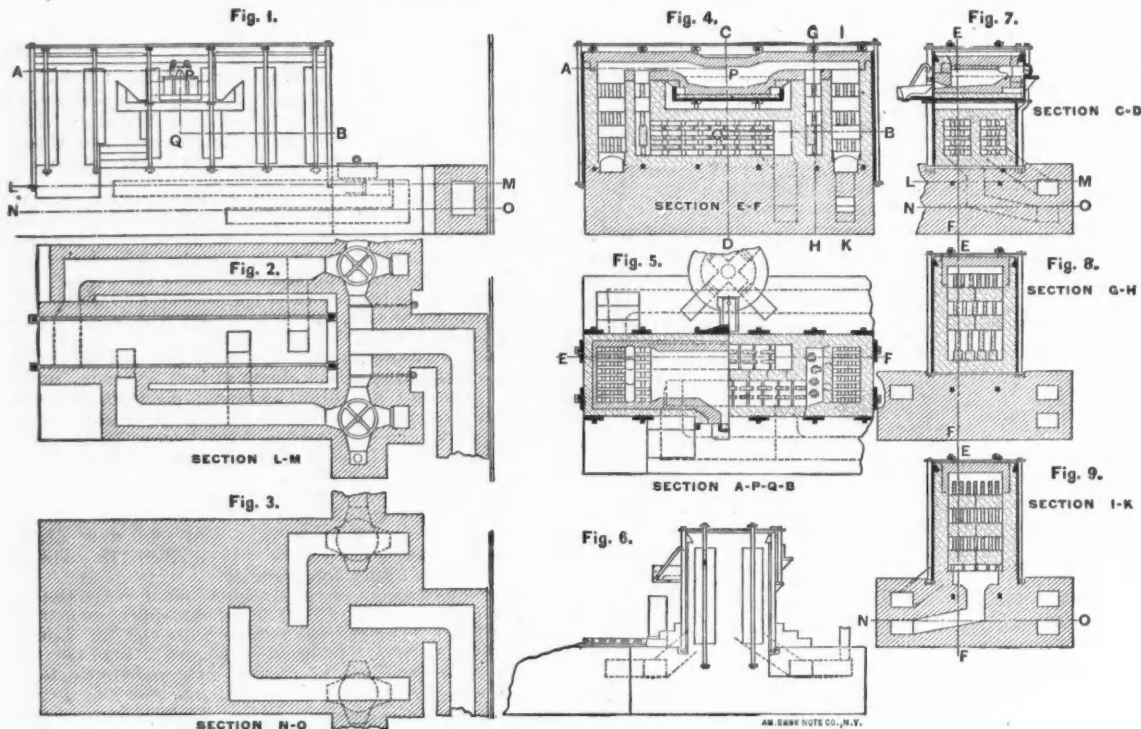 Fig. 1.
A
P
Q
B
L
M
N
O
Fig. 2.
SECTION L-M
Fig. 3.
SECTION N-O
Fig. 4.
C
G
I
A
P
Q
B
SECTION E-F
D
H
K
Fig. 5.
E
F
SECTION A-P-Q-B
Fig. 6.
AM. BANK NOTE CO., N.Y.
Fig. 7.
E
SECTION C-D
L
M
N
O
F
E
Fig. 8.
SECTION G-H
F
E
Fig. 9.
SECTION I-K
N
O
F